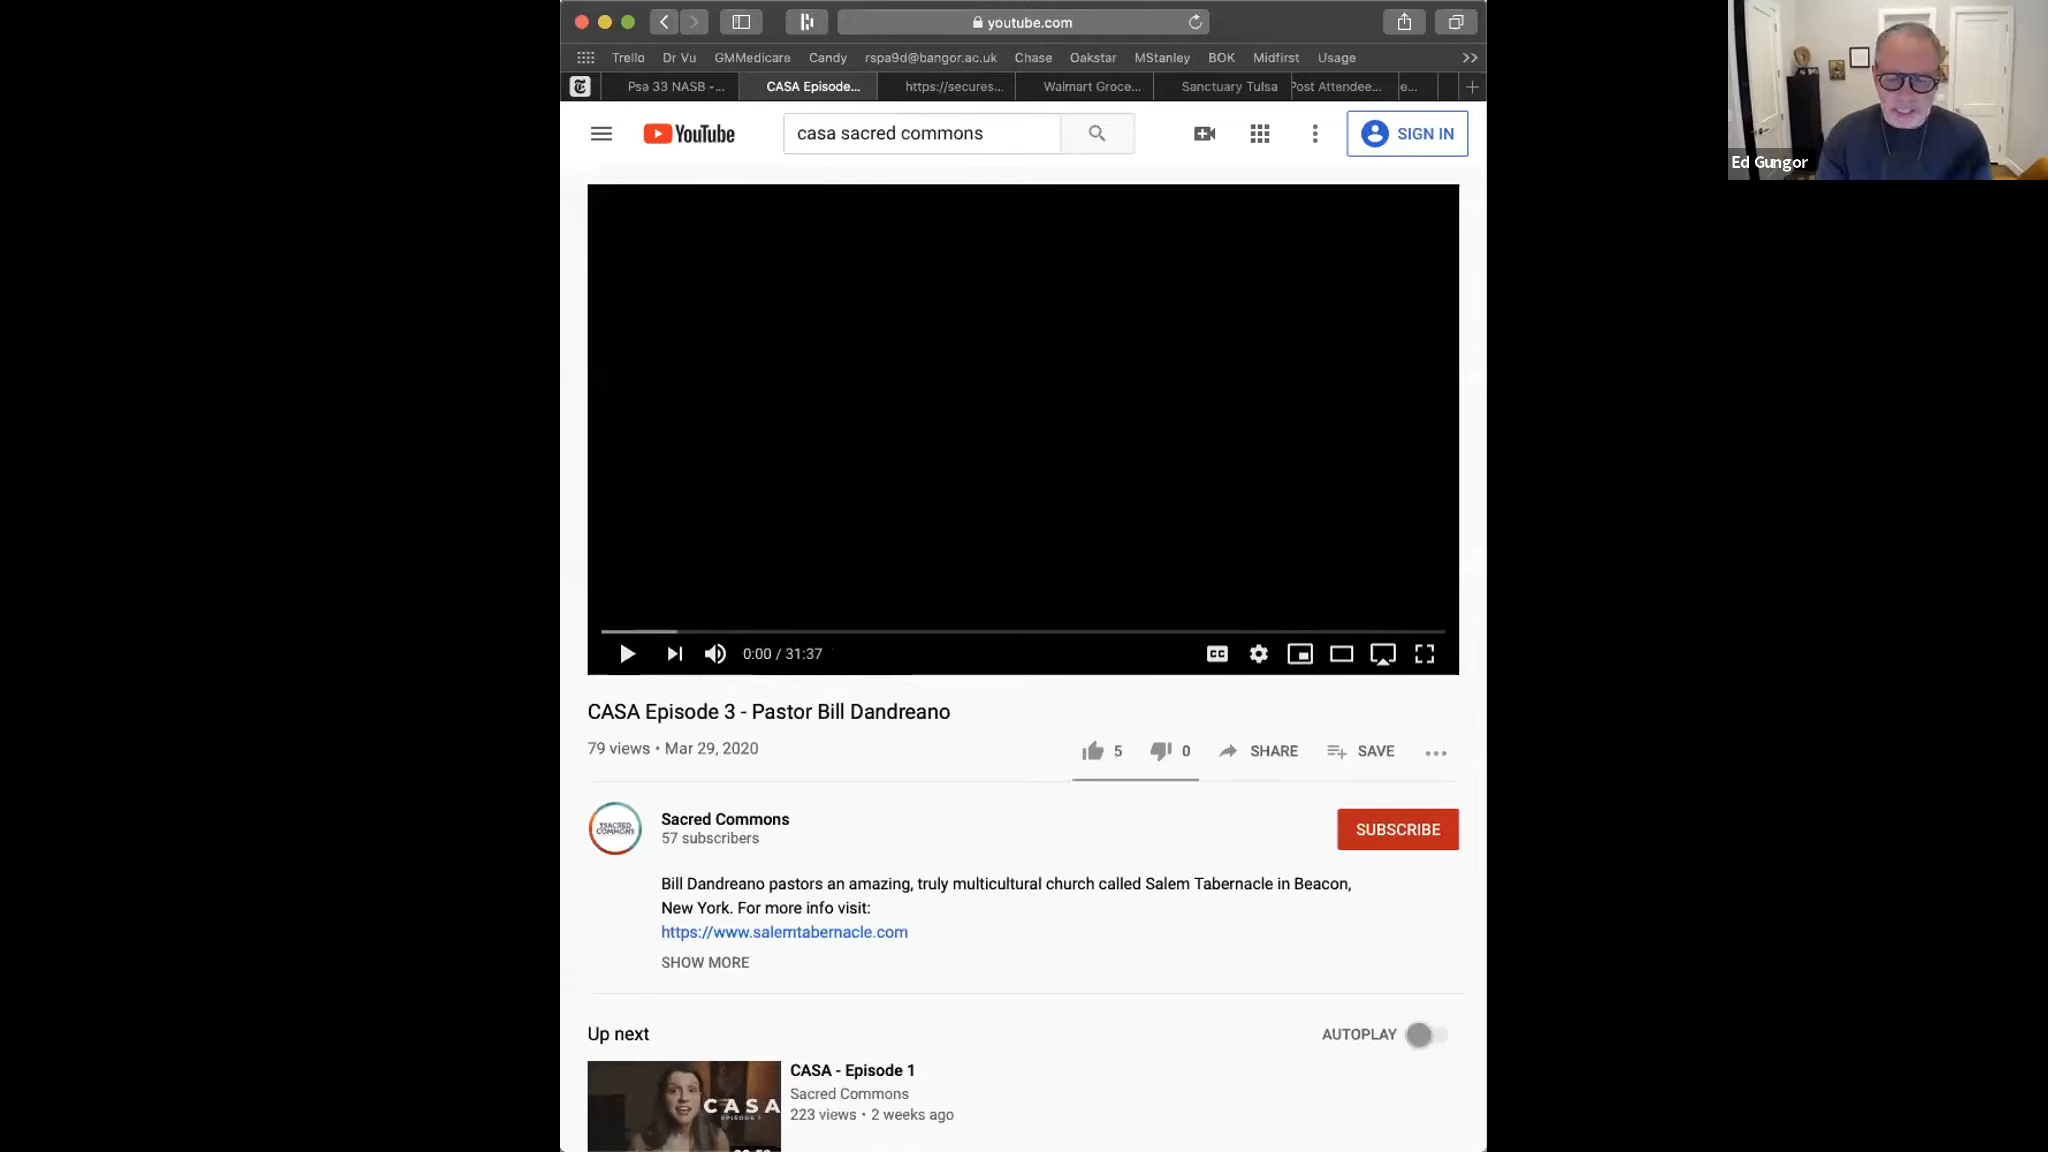 youtube.com
Trello Dr Vu GMMedicare Candy rspa9d@bangor.ac.uk Chase Oakstar MStanley BOK Midfirst Usage >>
Psa 33 NASB -... CASA Episode... https://secures... Walmart Groce... Sanctuary Tulsa Post Attendee... e... +
YouTube casa sacred commons SIGN IN
Ed Gungor
CC
0:00 / 31:37
CASA Episode 3 - Pastor Bill Dandreano
79 views • Mar 29, 2020 5 0 SHARE SAVE
SACRED
COMMONS
Sacred Commons
57 subscribers
SUBSCRIBE
Bill Dandreano pastors an amazing, truly multicultural church called Salem Tabernacle in Beacon,
New York. For more info visit:
https://www.salemtabernacle.com
SHOW MORE
Up next AUTOPLAY
CASA
EPISODE 1
CASA - Episode 1
Sacred Commons
223 views • 2 weeks ago